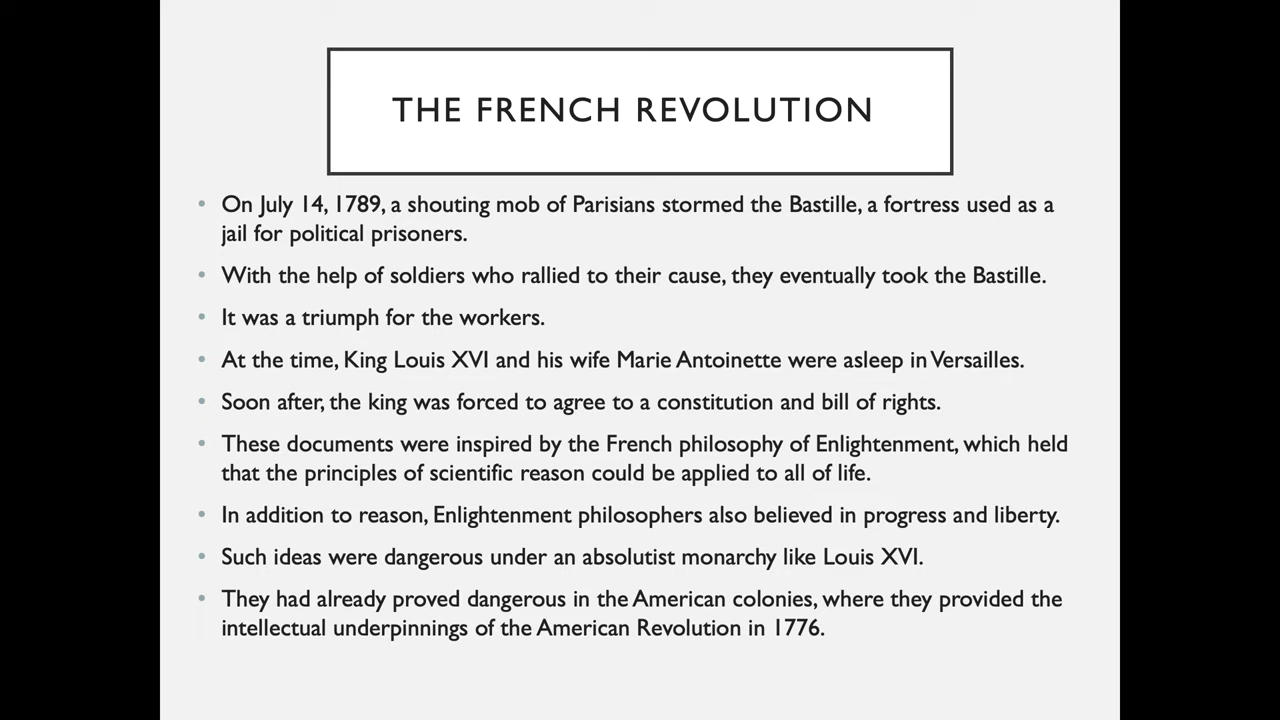 THE FRENCH REVOLUTION
• On July 14, 1789, a shouting mob of Parisians stormed the Bastille, a fortress used as a
jail for political prisoners.
• With the help of soldiers who rallied to their cause, they eventually took the Bastille.
• It was a triumph for the workers.
• At the time, King Louis XVI and his wife Marie Antoinette were asleep in Versailles.
• Soon after, the king was forced to agree to a constitution and bill of rights.
• These documents were inspired by the French philosophy of Enlightenment, which held
that the principles of scientific reason could be applied to all of life.
• In addition to reason, Enlightenment philosophers also believed in progress and liberty.
• Such ideas were dangerous under an absolutist monarchy like Louis XVI.
• They had already proved dangerous in the American colonies, where they provided the
intellectual underpinnings of the American Revolution in 1776.